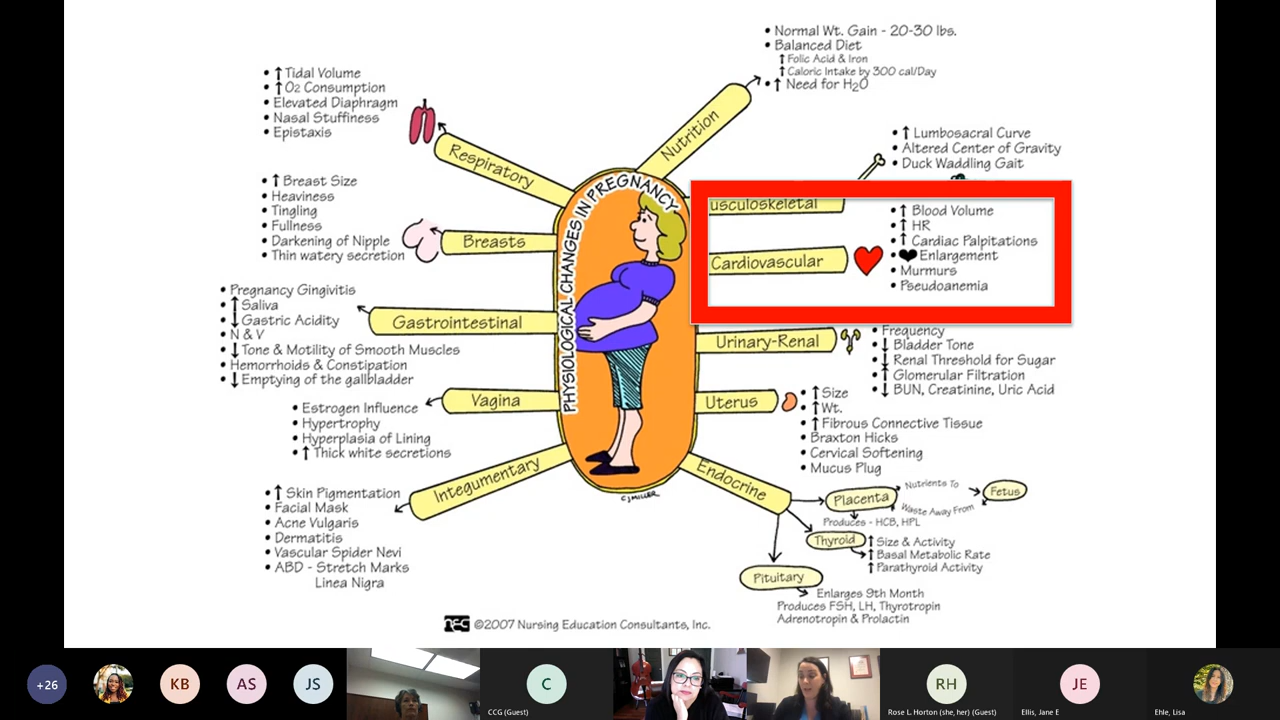 • Normal Wt. Gain - 20-30 lbs.
• Balanced Diet
↑ Folic Acid & Iron
↑ Caloric Intake by 300 cal/Day
• ↑ Need for H2O
Nutrition
• ↑ Tidal Volume
• ↑ O2 Consumption
• Elevated Diaphragm
• Nasal Stuffiness
• Epistaxis
Respiratory
• ↑ Lumbosacral Curve
• Altered Center of Gravity
• Duck Waddling Gait
usculoskeletal
• ↑ Breast Size
• Heaviness
• Tingling
• Fullness
• Darkening of Nipple
• Thin watery secretion
Breasts
• ↑ Blood Volume
• ↑ HR
• ↑ Cardiac Palpitations
• ❤ Enlargement
• Murmurs
• Pseudoanemia
Cardiovascular
PHYSIOLOGICAL CHANGES IN PREGNANCY
• Pregnancy Gingivitis
• ↑ Saliva
• ↓ Gastric Acidity
• N & V
• ↓ Tone & Motility of Smooth Muscles
• Hemorrhoids & Constipation
• ↓ Emptying of the gallbladder
Gastrointestinal
Urinary-Renal
• Frequency
• ↓ Bladder Tone
• ↓ Renal Threshold for Sugar
• ↑ Glomerular Filtration
• ↓ BUN, Creatinine, Uric Acid
Vagina
• Estrogen Influence
• Hypertrophy
• Hyperplasia of Lining
• ↑ Thick white secretions
Uterus
• ↑ Size
• ↑ Wt.
• ↑ Fibrous Connective Tissue
• Braxton Hicks
• Cervical Softening
• Mucus Plug
Integumentary
• ↑ Skin Pigmentation
• Facial Mask
• Acne Vulgaris
• Dermatitis
• Vascular Spider Nevi
• ABD - Stretch Marks
Linea Nigra
Endocrine
Placenta
Nutrients To
Fetus
Waste Away From
Produces - HCB, HPL
Thyroid
↑ Size & Activity
↑ Basal Metabolic Rate
↑ Parathyroid Activity
Pituitary
Enlarges 9th Month
Produces FSH, LH, Thyrotropin
Adrenotropin & Prolactin
CJMILLER
NEC ©2007 Nursing Education Consultants, Inc.
+26
KB
AS
JS
C
CCG (Guest)
RH
Rose L. Horton (she, her) (Guest)
JE
Ellis, Jane E
Ehle, Lisa